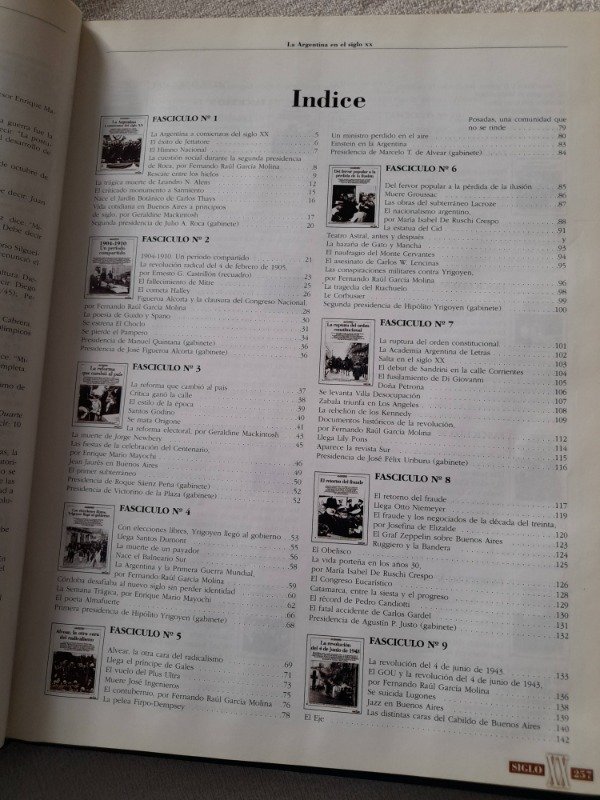 La Argentina en el siglo XX
Indice
FASCICULO Nº 1
La Argentina a comienzos del siglo XX 5
El éxito de Jettatore 6
El Himno Nacional 7
La cuestión social durante la segunda presidencia
de Roca, por Fernando Raúl García Molina 8
Rescate entre los hielos 9
La trágica muerte de Leandro N. Alem 12
El cuidado monumento a Sarmiento 15
Nace el Jardín Botánico de Carlos Thays 16
Vida cotidiana en Buenos Aires a principios
de siglo, por Geraldine Mackintosh 17
Segunda presidencia de Julio A. Roca (gabinete) 20
FASCICULO Nº 2
1904-1910. Un período compartido 21
La revolución radical del 4 de febrero de 1905,
por Ernesto G. Castrillón (recuadro) 23
El fallecimiento de Mitre 25
El cometa Halley 26
Figueroa Alcorta y la clausura del Congreso Nacional,
por Fernando Raúl García Molina 28
La poesía de Guido y Spano 30
Se estrena El Choclo 31
Se pierde el Pampero 36
Presidencia de Manuel Quintana (gabinete) 34
Presidencia de José Figueroa Alcorta (gabinete) 36
FASCICULO Nº 3
La reforma que cambió al país 37
Crítica ganó la calle 38
El estilo de la época 39
Santos Godino 40
Se mata Origone 41
La reforma electoral, por Geraldine Mackintosh 43
La muerte de Jorge Newbery 45
Las fiestas de la celebración del Centenario,
por Enrique Mario Mayochi
Jean Jaurés en Buenos Aires 46
El primer subterráneo 49
Presidencia de Roque Sáenz Peña (gabinete) 50
Presidencia de Victorino de la Plaza (gabinete) 52
52
FASCICULO Nº 4
Con elecciones libres, Yrigoyen llegó al gobierno 53
Llega Santos Dumont 55
La muerte de un payador 56
Nace el Balneario Sur 58
La Argentina y la Primera Guerra Mundial,
por Fernando Raúl García Molina 59
Córdoba desafiaba al nuevo siglo sin perder identidad 60
La Semana Trágica, por Enrique Mario Mayochi 62
El poeta Almafuerte 66
Primera presidencia de Hipólito Yrigoyen (gabinete) 68
FASCICULO Nº 5
Alvear, la otra cara del radicalismo 69
Llega el príncipe de Gales 71
El vuelo del Plus Ultra 73
Muere José Ingenieros 75
El contubernio, por Fernando Raúl García Molina 76
La pelea Firpo-Dempsey 78
Posadas, una comunidad que
no se rinde 79
Un ministro perdido en el aire 80
Einstein en la Argentina 83
Presidencia de Marcelo T. de Alvear (gabinete) 84
FASCICULO Nº 6
Del fervor popular a la pérdida de la ilusión 85
Muere Groussac 86
Las obras del subterráneo Lacroze 87
El nacionalismo argentino,
por María Isabel De Ruschi Crespo 88
La estatua del Cid 91
Teatro Astral, antes y después y
La hazaña de Gato y Mancha 93
El naufragio del Monte Cervantes 94
El asesinato de Carlos W. Lencinas 95
Las conspiraciones militares contra Yrigoyen,
por Fernando Raúl García Molina 96
La tragedia del Riachuelo 98
Le Corbusier 99
Segunda presidencia de Hipólito Yrigoyen (gabinete) 100
FASCICULO Nº 7
La ruptura del orden constitucional 101
La Academia Argentina de Letras 102
Salta en el siglo XX 103
El debut de Sandrini en la calle Corrientes 104
El fusilamiento de Di Giovanni 105
Doña Petrona 106
Se levanta Villa Desocupación 107
Zabala triunfa en Los Angeles 108
La rebelión de los Kennedy
Documentos históricos de la revolución,
por Fernando Raúl García Molina 112
Llega Lily Pons 114
Aparece la revista Sur 115
Presidencia de José Félix Uriburu (gabinete) 116
FASCICULO Nº 8
El retorno del fraude 117
Llega Otto Niemeyer 119
El fraude y los negociados de la década del treinta,
por Josefina de Elizalde 120
El Graf Zeppelin sobre Buenos Aires 123
Ruggiero y la Bandera 124
El Obelisco 125
La vida porteña en los años 30,
por María Isabel De Ruschi Crespo 126
El Congreso Eucarístico 128
Catamarca, entre la siesta y el progreso 129
El récord de Pedro Candiotti 130
El fatal accidente de Carlos Gardel 131
Presidencia de Agustín P. Justo (gabinete) 132
FASCICULO Nº 9
La revolución del 4 de junio de 1943 133
El GOU y la revolución del 4 de junio de 1943,
por Fernando Raúl García Molina 136
Se suicida Lugones 138
Jazz en Buenos Aires 139
Las distintas caras del Cabildo de Buenos Aires 140
El Eje 142
SIGLO XX 257